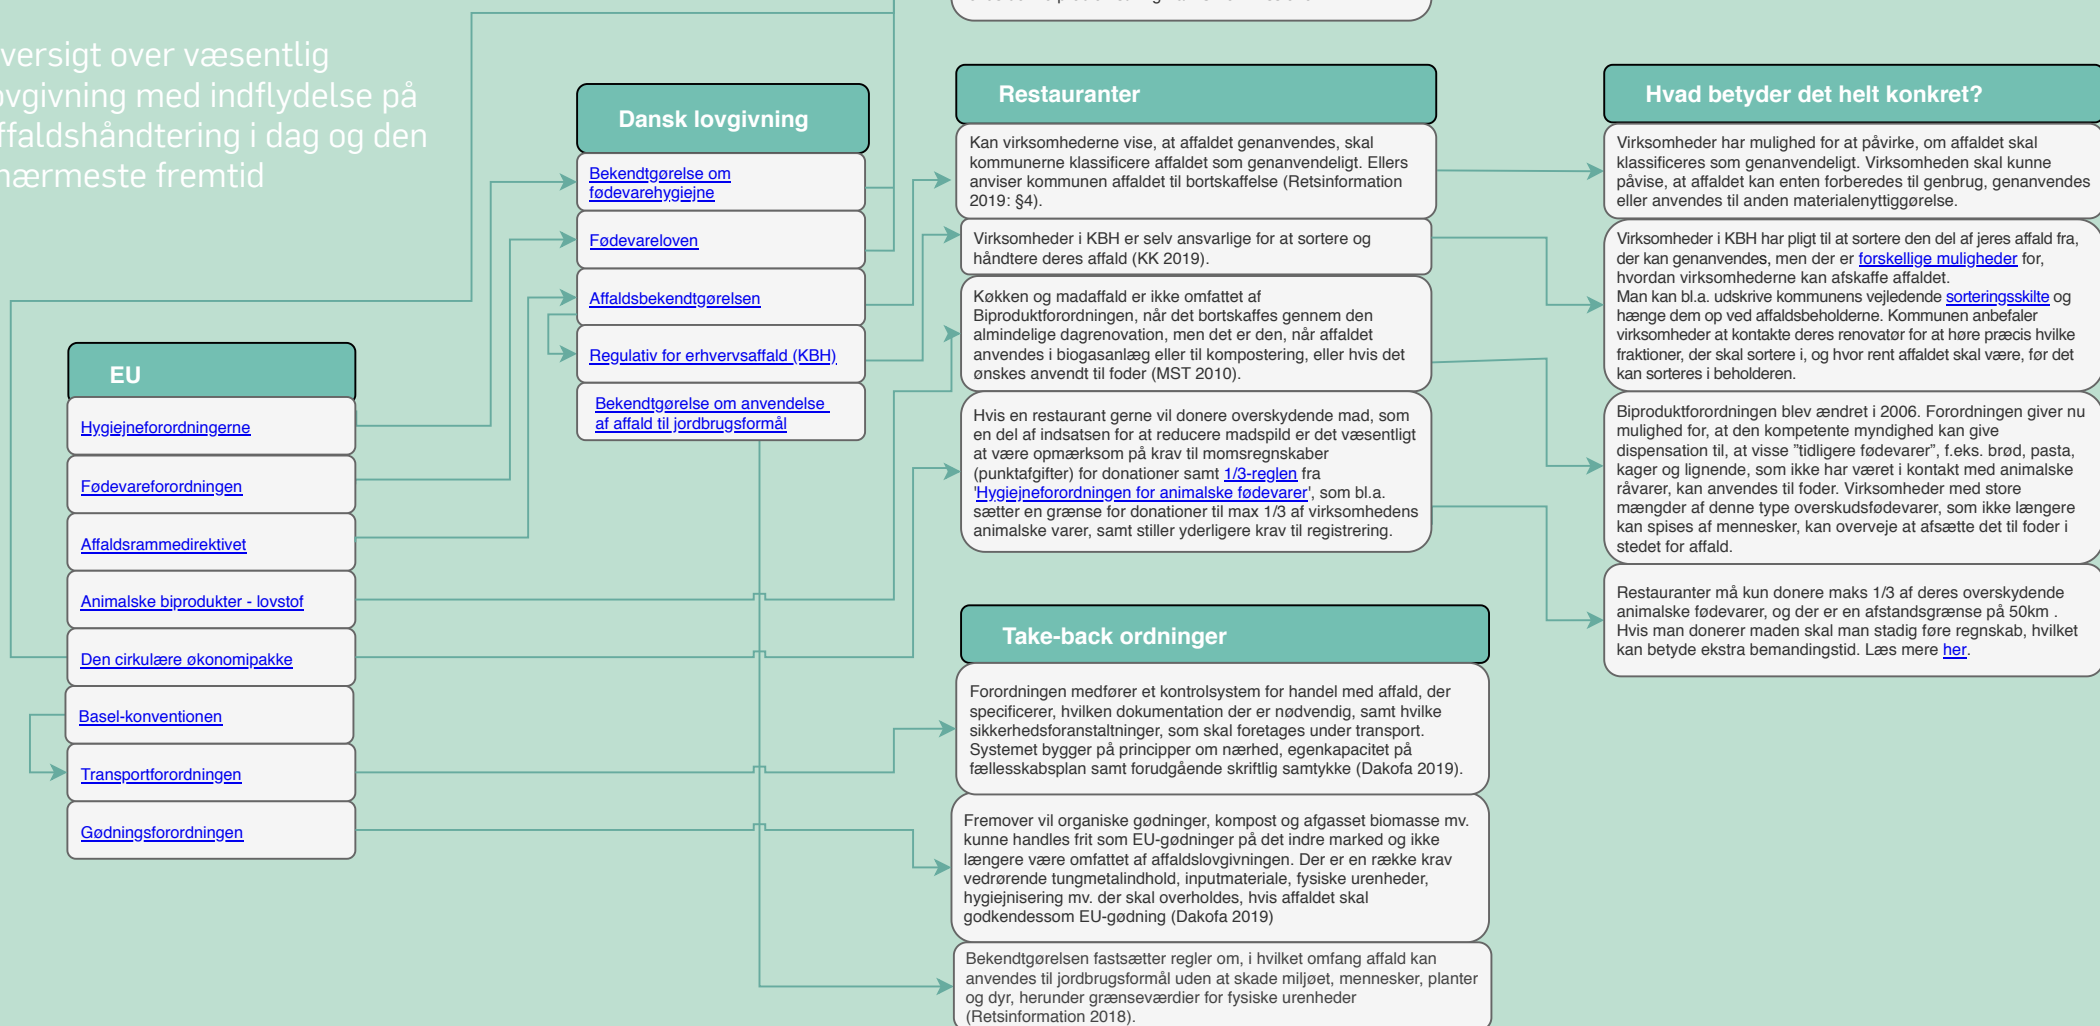 versigt over væsentlig
ovgivning med indflydelse på
ffaldshåndtering i dag og den
nærmeste fremtid
EU
Hygiejneforordningerne
Fødevareforordningen
Affaldsrammedirektivet
Animalske biprodukter - lovstof
Den cirkulære økonomipakke
Basel-konventionen
Transportforordningen
Gødningsforordningen
Dansk lovgivning
Bekendtgørelse om
fødevarehygiejne
Fødevareloven
Affaldsbekendtgørelsen
Regulativ for erhvervsaffald (KBH)
Bekendtgørelse om anvendelse
af affald til jordbrugsformål
Restauranter
Kan virksomhederne vise, at affaldet genanvendes, skal
kommunerne klassificere affaldet som genanvendeligt. Ellers
anviser kommunen affaldet til bortskaffelse (Retsinformation
2019: §4).
Virksomheder i KBH er selv ansvarlige for at sortere og
håndtere deres affald (KK 2019).
Køkken og madaffald er ikke omfattet af
Biproduktforordningen, når det bortskaffes gennem den
almindelige dagrenovation, men det er den, når affaldet
anvendes i biogasanlæg eller til kompostering, eller hvis det
ønskes anvendt til foder (MST 2010).
Hvis en restaurant gerne vil donere overskydende mad, som
en del af indsatsen for at reducere madspild er det væsentligt
at være opmærksom på krav til momsregnskaber
(punktafgifter) for donationer samt 1/3-reglen fra
'Hygiejneforordningen for animalske fødevarer', som bl.a.
sætter en grænse for donationer til max 1/3 af virksomhedens
animalske varer, samt stiller yderligere krav til registrering.
Take-back ordninger
Forordningen medfører et kontrolsystem for handel med affald, der
specificerer, hvilken dokumentation der er nødvendig, samt hvilke
sikkerhedsforanstaltninger, som skal foretages under transport.
Systemet bygger på principper om nærhed, egenkapacitet på
fællesskabsplan samt forudgående skriftlig samtykke (Dakofa 2019).
Fremover vil organiske gødninger, kompost og afgasset biomasse mv.
kunne handles frit som EU-gødninger på det indre marked og ikke
længere være omfattet af affaldslovgivningen. Der er en række krav
vedrørende tungmetalindhold, inputmateriale, fysiske urenheder,
hygiejnisering mv. der skal overholdes, hvis affaldet skal
godkendessom EU-gødning (Dakofa 2019)
Bekendtgørelsen fastsætter regler om, i hvilket omfang affald kan
anvendes til jordbrugsformål uden at skade miljøet, mennesker, planter
og dyr, herunder grænseværdier for fysiske urenheder
(Retsinformation 2018).
Hvad betyder det helt konkret?
Virksomheder har mulighed for at påvirke, om affaldet skal
klassificeres som genanvendeligt. Virksomheden skal kunne
påvise, at affaldet kan enten forberedes til genbrug, genanvendes
eller anvendes til anden materialenyttiggørelse.
Virksomheder i KBH har pligt til at sortere den del af jeres affald fra,
der kan genanvendes, men der er forskellige muligheder for,
hvordan virksomhederne kan afskaffe affaldet.
Man kan bl.a. udskrive kommunens vejledende sorteringsskilte og
hænge dem op ved affaldsbeholderne. Kommunen anbefaler
virksomheder at kontakte deres renovatør for at høre præcis hvilke
fraktioner, der skal sortere i, og hvor rent affaldet skal være, før det
kan sorteres i beholderen.
Biproduktforordningen blev ændret i 2006. Forordningen giver nu
mulighed for, at den kompetente myndighed kan give
dispensation til, at visse "tidligere fødevarer", f.eks. brød, pasta,
kager og lignende, som ikke har været i kontakt med animalske
råvarer, kan anvendes til foder. Virksomheder med store
mængder af denne type overskudsfødevarer, som ikke længere
kan spises af mennesker, kan overveje at afsætte det til foder i
stedet for affald.
Restauranter må kun donere maks 1/3 af deres overskydende
animalske fødevarer, og der er en afstandsgrænse på 50km .
Hvis man donerer maden skal man stadig føre regnskab, hvilket
kan betyde ekstra bemandingstid. Læs mere her.